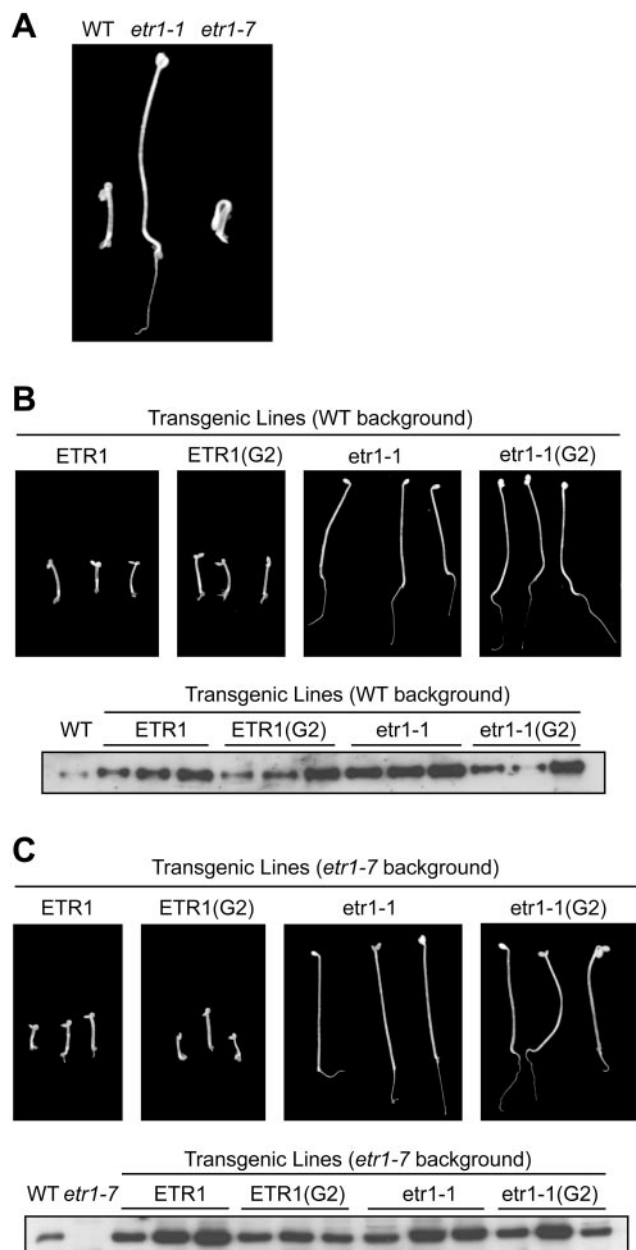 A
WT etr1-1 etr1-7
B
Transgenic Lines (WT background)
ETR1 ETR1(G2) etr1-1 etr1-1(G2)
Transgenic Lines (WT background)
WT ETR1 ETR1(G2) etr1-1 etr1-1(G2)
C
Transgenic Lines (etr1-7 background)
ETR1 ETR1(G2) etr1-1 etr1-1(G2)
Transgenic Lines (etr1-7 background)
WT etr1-7 ETR1 ETR1(G2) etr1-1 etr1-1(G2)